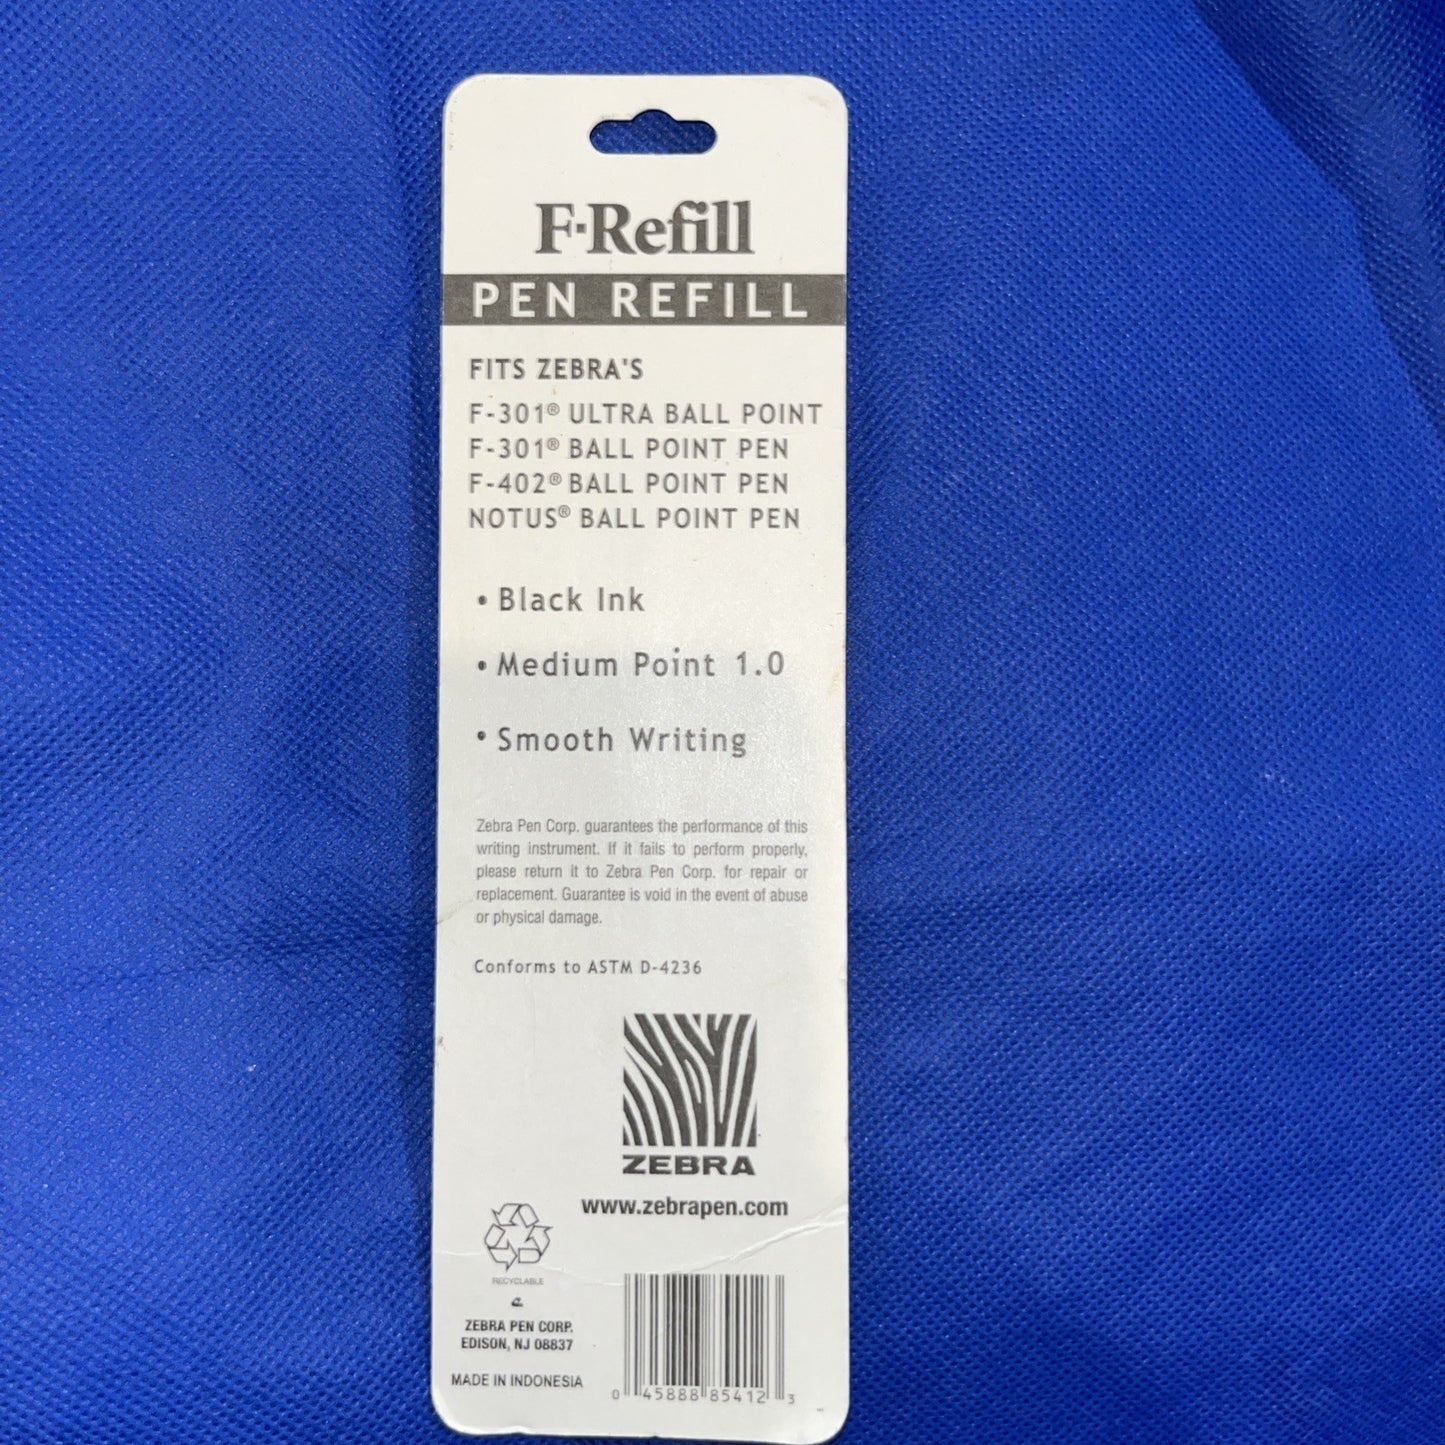 F-Refill
PEN REFILL
FITS ZEBRA'S
F-301® ULTRA BALL POINT
F-301® BALL POINT PEN
F-402® BALL POINT PEN
NOTUS® BALL POINT PEN
• Black Ink
• Medium Point 1.0
• Smooth Writing
Zebra Pen Corp. guarantees the performance of this
writing instrument. If it fails to perform properly,
please return it to Zebra Pen Corp. for repair or
replacement. Guarantee is void in the event of abuse
or physical damage.
Conforms to ASTM D-4236
ZEBRA
www.zebrapen.com
RECYCLABLE
ZEBRA PEN CORP.
EDISON, NJ 08837
MADE IN INDONESIA
0 45888 85412 3